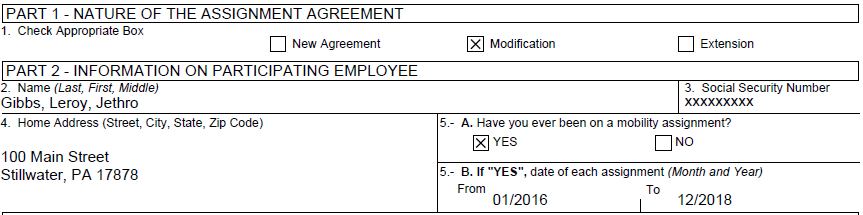 PART 1 - NATURE OF THE ASSIGNMENT AGREEMENT
1. Check Appropriate Box
New Agreement Modification Extension
PART 2 - INFORMATION ON PARTICIPATING EMPLOYEE
2. Name (Last, First, Middle)
Gibbs, Leroy, Jethro
3. Social Security Number
xxxxxxxxx
4. Home Address (Street, City, State, Zip Code)
100 Main Street
Stillwater, PA 17878
5.- A. Have you ever been on a mobility assignment?
YES NO
5.- B. If "YES", date of each assignment (Month and Year)
From 01/2016 To 12/2018